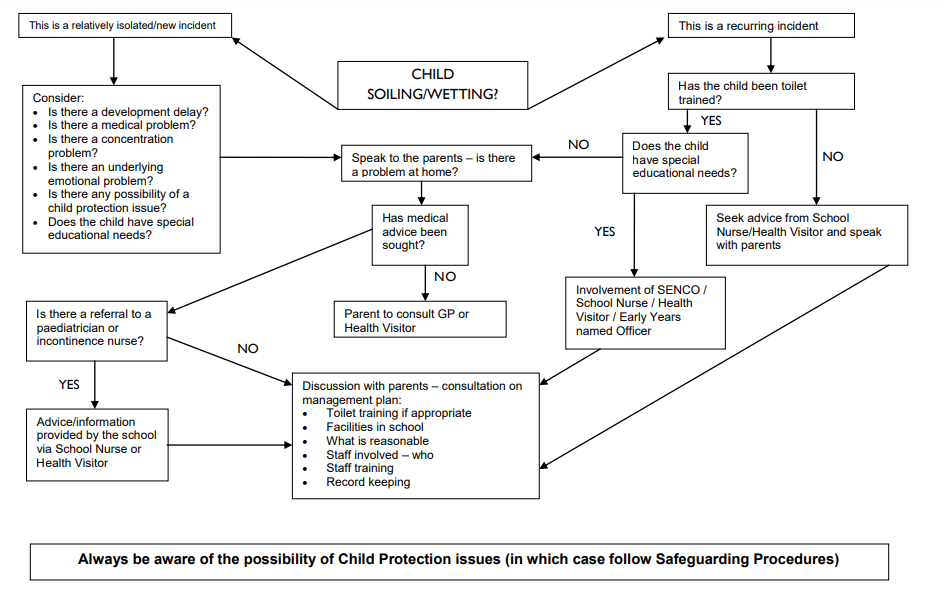 This is a relatively isolated/new incident
This is a recurring incident
CHILD
SOILING/WETTING?
Consider:
• Is there a development delay?
• Is there a medical problem?
• Is there a concentration
problem?
• Is there an underlying
emotional problem?
• Is there any possibility of a
child protection issue?
• Does the child have special
educational needs?
Has the child been toilet
trained?
YES
NO
Does the child
have special
educational needs?
NO
Speak to the parents – is there
a problem at home?
YES
Has medical
advice been
sought?
Seek advice from School
Nurse/Health Visitor and speak
with parents
NO
Involvement of SENCO /
School Nurse / Health
Visitor / Early Years
named Officer
Parent to consult GP or
Health Visitor
Is there a referral to a
paediatrician or
incontinence nurse?
NO
YES
Discussion with parents – consultation on
management plan:
• Toilet training if appropriate
• Facilities in school
• What is reasonable
• Staff involved – who
• Staff training
• Record keeping
Advice/information
provided by the school
via School Nurse or
Health Visitor
Always be aware of the possibility of Child Protection issues (in which case follow Safeguarding Procedures)